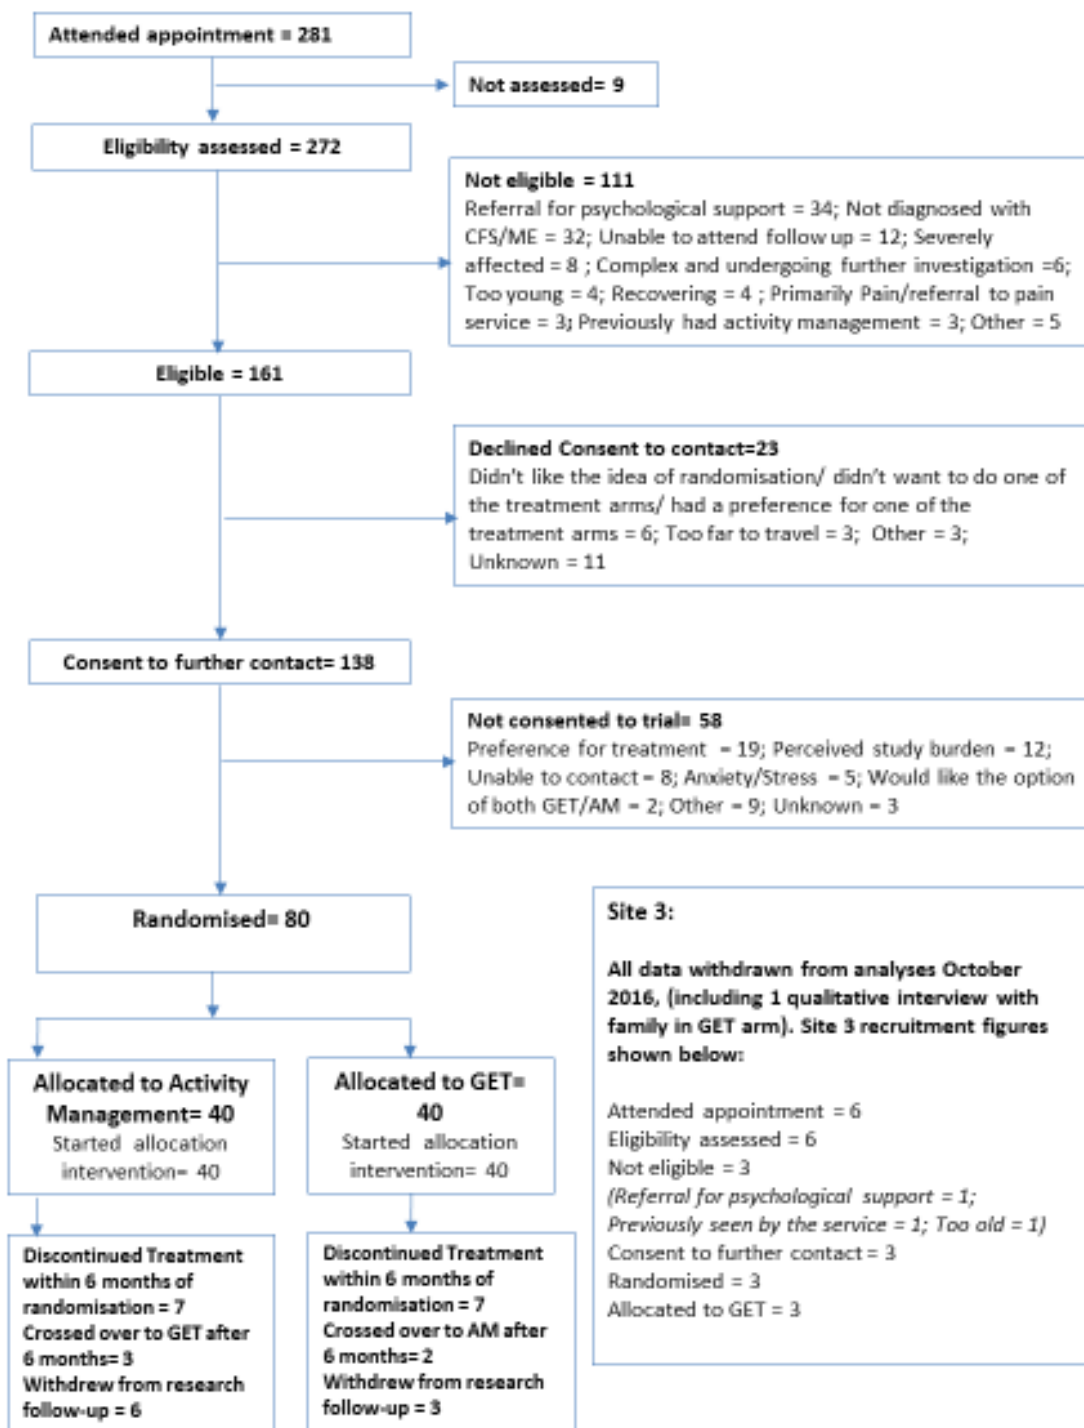 Attended appointment = 281
Not assessed= 9
Eligibility assessed = 272
Not eligible = 111
Referral for psychological support = 34; Not diagnosed with
CFS/ME = 32; Unable to attend follow up = 12; Severely
affected = 8 ; Complex and undergoing further investigation =6;
Too young = 4; Recovering = 4 ; Primarily Pain/referral to pain
service = 3; Previously had activity management = 3; Other = 5
Eligible = 161
Declined Consent to contact=23
Didn't like the idea of randomisation/ didn't want to do one of
the treatment arms/ had a preference for one of the
treatment arms = 6; Too far to travel = 3; Other = 3;
Unknown = 11
Consent to further contact= 138
Not consented to trial= 58
Preference for treatment = 19; Perceived study burden = 12;
Unable to contact = 8; Anxiety/Stress = 5; Would like the option
of both GET/AM = 2; Other = 9; Unknown = 3
Randomised= 80
Allocated to Activity
Management= 40
Started allocation
intervention= 40
Allocated to GET=
40
Started allocation
intervention= 40
Discontinued Treatment
within 6 months of
randomisation = 7
Crossed over to GET after
6 months= 3
Withdrew from research
follow-up = 6
Discontinued Treatment
within 6 months of
randomisation = 7
Crossed over to AM after
6 months= 2
Withdrew from research
follow-up = 3
Site 3:
All data withdrawn from analyses October
2016, (including 1 qualitative interview with
family in GET arm). Site 3 recruitment figures
shown below:
Attended appointment = 6
Eligibility assessed = 6
Not eligible = 3
(Referral for psychological support = 1;
Previously seen by the service = 1; Too old = 1)
Consent to further contact = 3
Randomised = 3
Allocated to GET = 3